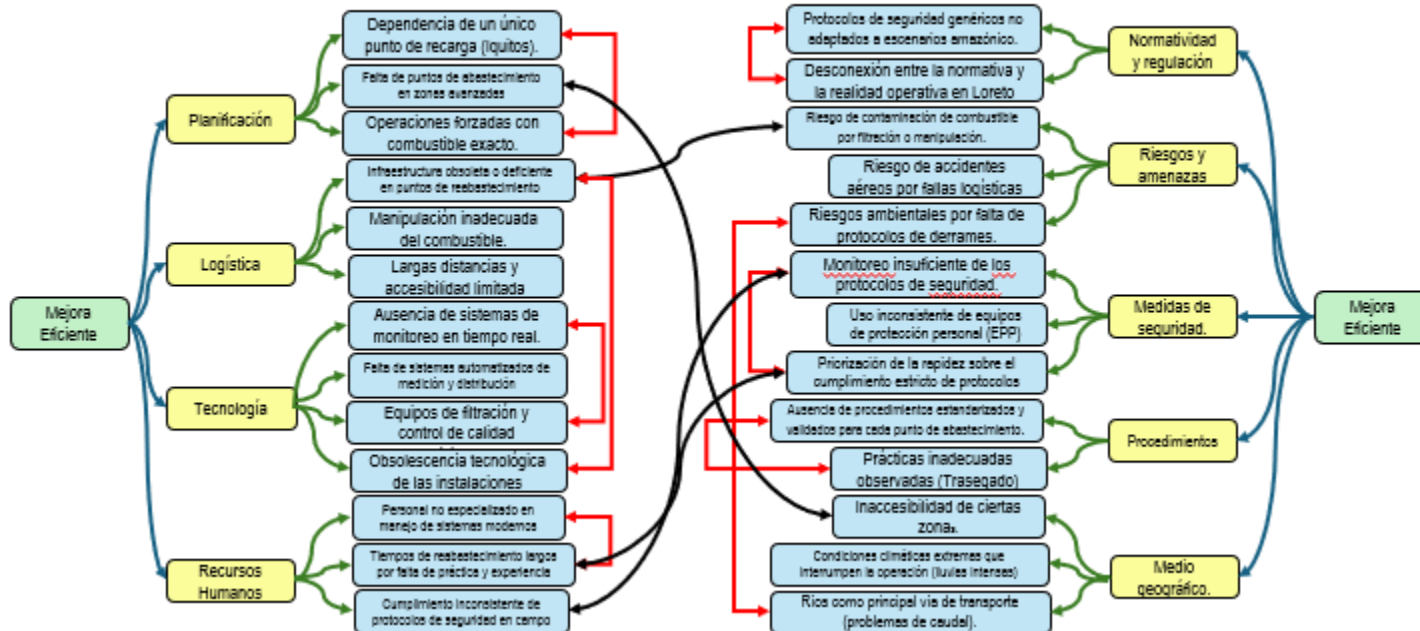 Dependencia de un único
punto de recarga (Iquitos).
Falta de puntos de abastecimiento
en zonas avanzadas
Planificación
Operaciones forzadas con
combustible exacto.
Infraestructura obsoleta o deficiente
en puntos de reabastecimiento
Manipulación inadecuada
del combustible.
Logística
Largas distancias y
accesibilidad limitada
Mejora
Eficiente
Ausencia de sistemas de
monitoreo en tiempo real.
Falta de sistemas automatizados de
medición y distribución
Tecnología
Equipos de filtración y
control de calidad
Obsolescencia tecnológica
de las instalaciones
Personal no especializado en
manejo de sistemas modernos
Tiempos de reabastecimiento largos
por falta de práctica y experiencia
Recursos
Humanos
Cumplimiento inconsistente de
protocolos de seguridad en campo
Protocolos de seguridad genéricos no
adaptados a escenarios amazónico.
Normatividad
y regulación
Desconexión entre la normativa y
la realidad operativa en Loreto
Riesgo de contaminación de combustible
por filtración o manipulación.
Riesgo de accidentes
aéreos por fallas logísticas
Riesgos y
amenazas
Riesgos ambientales por falta de
protocolos de derrames.
Monitoreo insuficiente de los
protocolos de seguridad.
Uso inconsistente de equipos
de protección personal (EPP)
Medidas de
seguridad.
Mejora
Eficiente
Priorización de la rapidez sobre el
cumplimiento estricto de protocolos
Ausencia de procedimientos estandarizados y
validados para cada punto de abastecimiento.
Procedimientos
Prácticas inadecuadas
observadas (Trasegado)
Inaccesibilidad de ciertas
zonas.
Condiciones climáticas extremas que
interrumpen la operación (lluvias intensas)
Medio
geográfico.
Ríos como principal vía de transporte
(problemas de caudal).